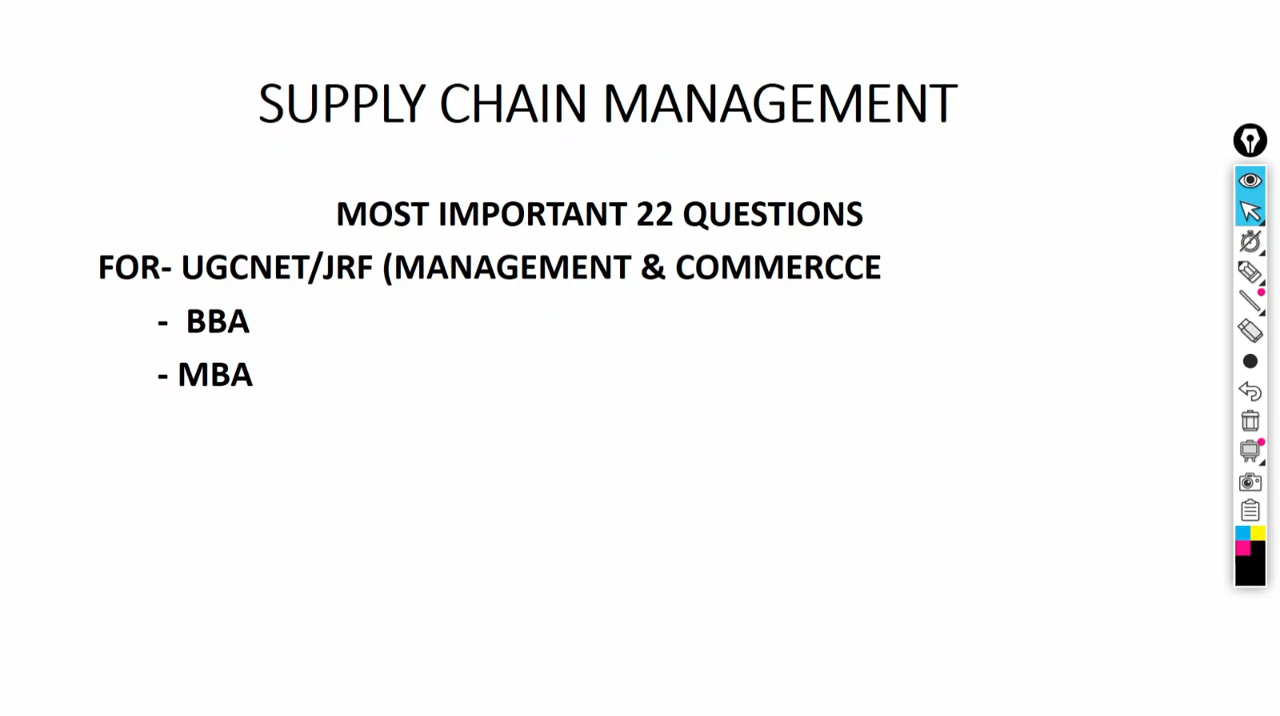 SUPPLY CHAIN MANAGEMENT
MOST IMPORTANT 22 QUESTIONS
FOR- UGCNET/JRF (MANAGEMENT & COMMERCCE
- BBA
- MBA